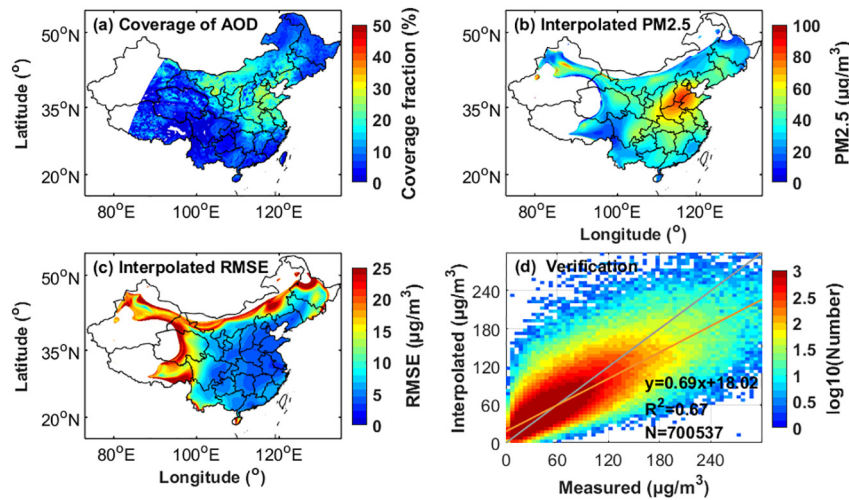 (a) Coverage of AOD
50°N
35°N
20°N
Latitude (°)
80°E 100°E 120°E
50
40
30
20
10
0
Coverage fraction (%)
(b) Interpolated PM2.5
50°N
35°N
20°N
80°E 100°E 120°E
Longitude (°)
100
80
60
40
20
0
PM2.5 (µg/m³)
(c) Interpolated RMSE
50°N
35°N
20°N
Latitude (°)
80°E 100°E 120°E
Longitude (°)
25
20
15
10
5
0
RMSE (µg/m³)
(d) Verification
240
180
120
60
0
Interpolated (µg/m³)
0 60 120 180 240
Measured (µg/m³)
y=0.69x+18.02
R²=0.67
N=700537
3
2.5
2
1.5
1
0.5
0
log10(Number)